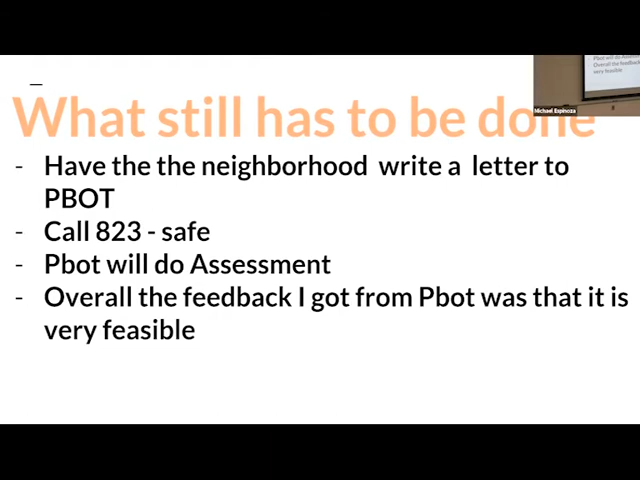 What still has to be done
- Have the the neighborhood write a letter to
PBOT
- Call 823 - safe
- Pbot will do Assessment
- Overall the feedback I got from Pbot was that it is
very feasible
Pbot will do Assessm
Overall the feedback
very feasible
Michael Espinoza